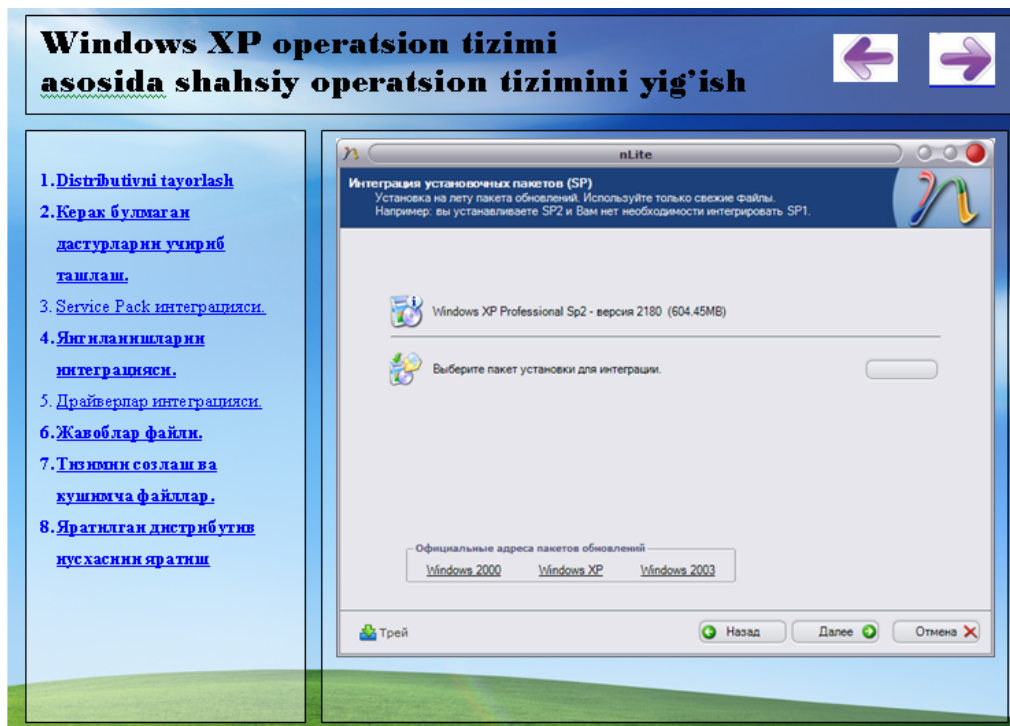 Windows XP operatsion tizimi
asosida shahsiy operatsion tizimini yig’ish
1. Distributivni tayorlash
2. Керак булмаган
дастурларни учириб
ташлаш.
3. Service Pack интеграцияси.
4. Янгиланишларни
интеграцияси.
5. Драйверлар интеграцияси.
6. Жавоблар файли.
7. Тизимни созлаш ва
кушимча файллар.
8. Яратилган дистрибутив
нусхасини яратиш
nLite
Интеграция установочных пакетов (SP)
Установка на лету пакета обновлений. Используйте только свежие файлы.
Например: вы устанавливаете SP2 и Вам нет необходимости интегрировать SP1.
Windows XP Professional Sp2 - версия 2180 (604.45MB)
Выберите пакет установки для интеграции.
Официальные адреса пакетов обновлений
Windows 2000 Windows XP Windows 2003
Трей Назад Далее Отмена